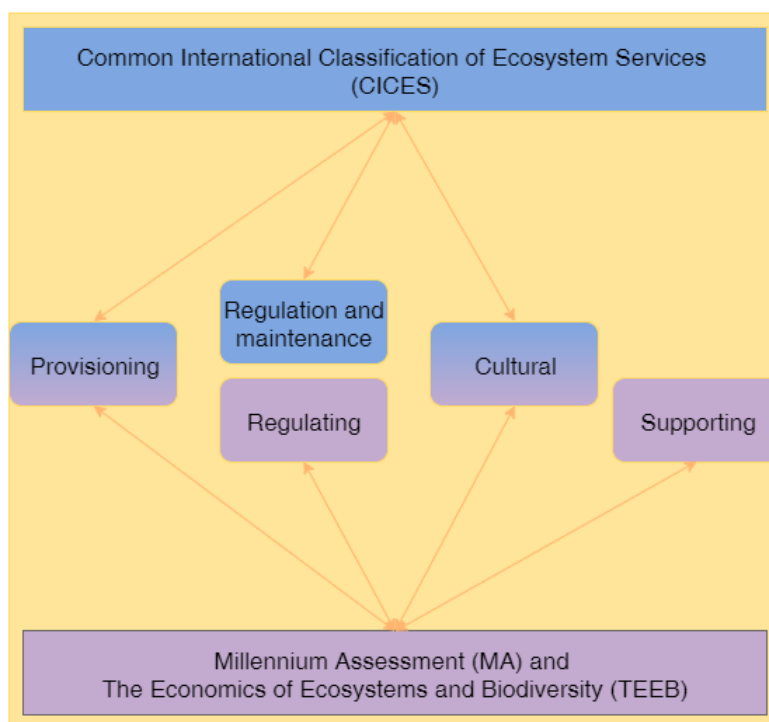 Common International Classification of Ecosystem Services
(CICES)
Regulation and
maintenance
Provisioning
Cultural
Regulating
Supporting
Millennium Assessment (MA) and
The Economics of Ecosystems and Biodiversity (TEEB)